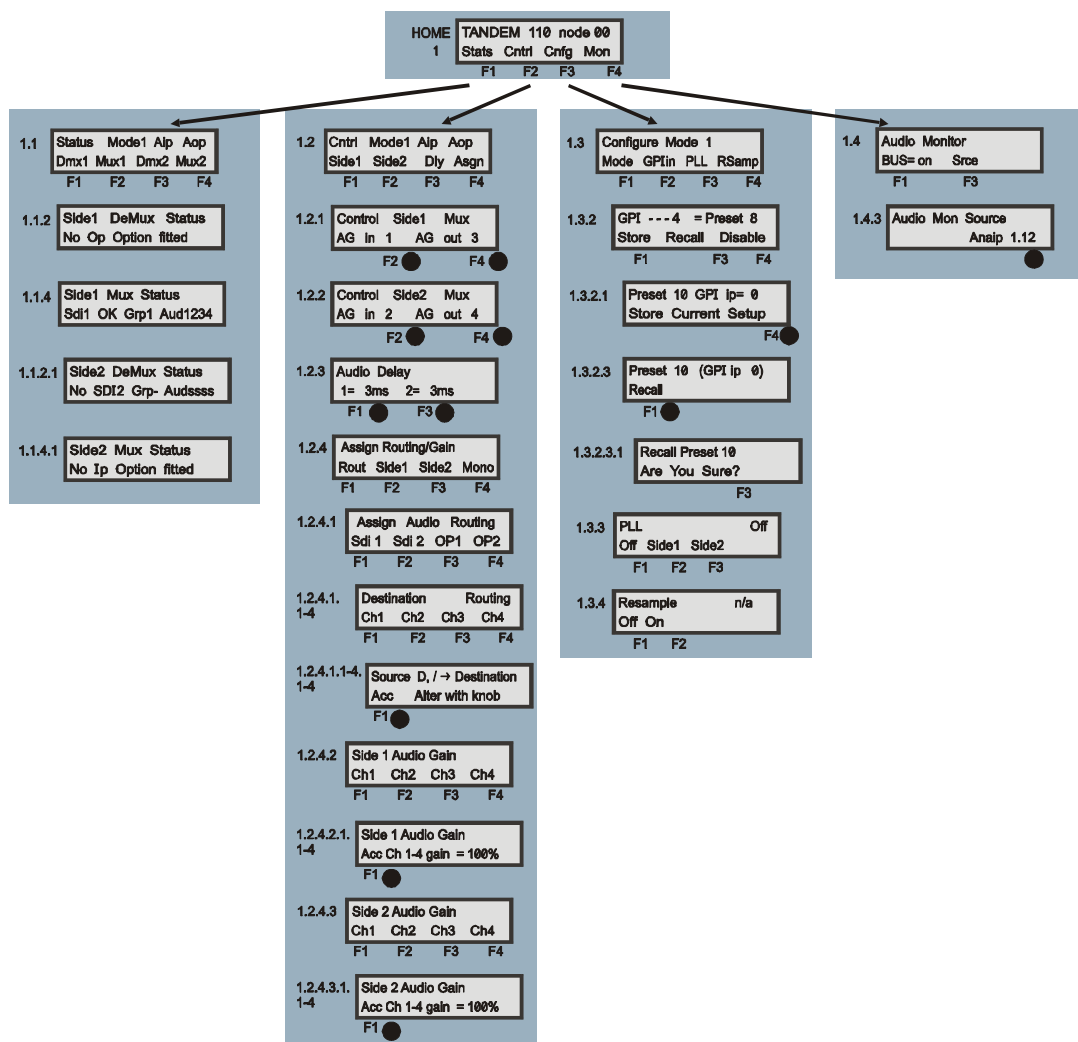 HOME
1
TANDEM 110 node 00
Stats Cntrl Cnfg Mon
F1 F2 F3 F4
1.1
Status Mode1 Aip Aop
Dmx1 Mux1 Dmx2 Mux2
F1 F2 F3 F4
1.1.2
Side1 DeMux Status
No Op Option fitted
1.1.4
Side1 Mux Status
Sdi1 OK Grp1 Aud1234
1.1.2.1
Side2 DeMux Status
No SDI2 Grp- Audssss
1.1.4.1
Side2 Mux Status
No Ip Option fitted
1.2
Cntrl Mode1 Aip Aop
Side1 Side2 Dly Asgn
F1 F2 F3 F4
1.2.1
Control Side1 Mux
AG in 1 AG out 3
F2 F4
1.2.2
Control Side2 Mux
AG in 2 AG out 4
F2 F4
1.2.3
Audio Delay
1= 3ms 2= 3ms
F1 F3
1.2.4
Assign Routing/Gain
Rout Side1 Side2 Mono
F1 F2 F3 F4
1.2.4.1
Assign Audio Routing
Sdi 1 Sdi 2 OP1 OP2
F1 F2 F3 F4
1.2.4.1.
1-4
Destination Routing
Ch1 Ch2 Ch3 Ch4
F1 F2 F3 F4
1.2.4.1.1-4.
1-4
Source D, / → Destination
Acc Alter with knob
F1
1.2.4.2
Side 1 Audio Gain
Ch1 Ch2 Ch3 Ch4
F1 F2 F3 F4
1.2.4.2.1.
1-4
Side 1 Audio Gain
Acc Ch 1-4 gain = 100%
F1
1.2.4.3
Side 2 Audio Gain
Ch1 Ch2 Ch3 Ch4
F1 F2 F3 F4
1.2.4.3.1.
1-4
Side 2 Audio Gain
Acc Ch 1-4 gain = 100%
F1
1.3
Configure Mode 1
Mode GPIin PLL RSamp
F1 F2 F3 F4
1.3.2
GPI - - - 4 = Preset 8
Store Recall Disable
F1 F3 F4
1.3.2.1
Preset 10 GPI ip= 0
Store Current Setup
F4
1.3.2.3
Preset 10 (GPI ip 0)
Recall
F1
1.3.2.3.1
Recall Preset 10
Are You Sure?
F3
1.3.3
PLL Off
Off Side1 Side2
F1 F2 F3
1.3.4
Resample n/a
Off On
F1 F2
1.4
Audio Monitor
BUS= on Srce
F1 F3
1.4.3
Audio Mon Source
Anaip 1.12